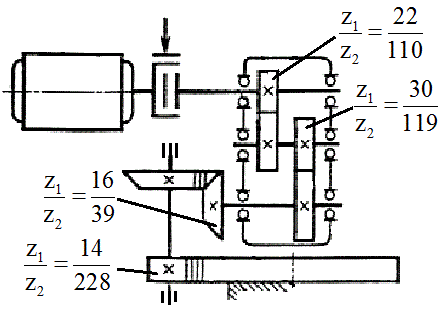 z₁/z₂ = 22/110
z₁/z₂ = 30/119
z₁/z₂ = 16/39
z₁/z₂ = 14/228